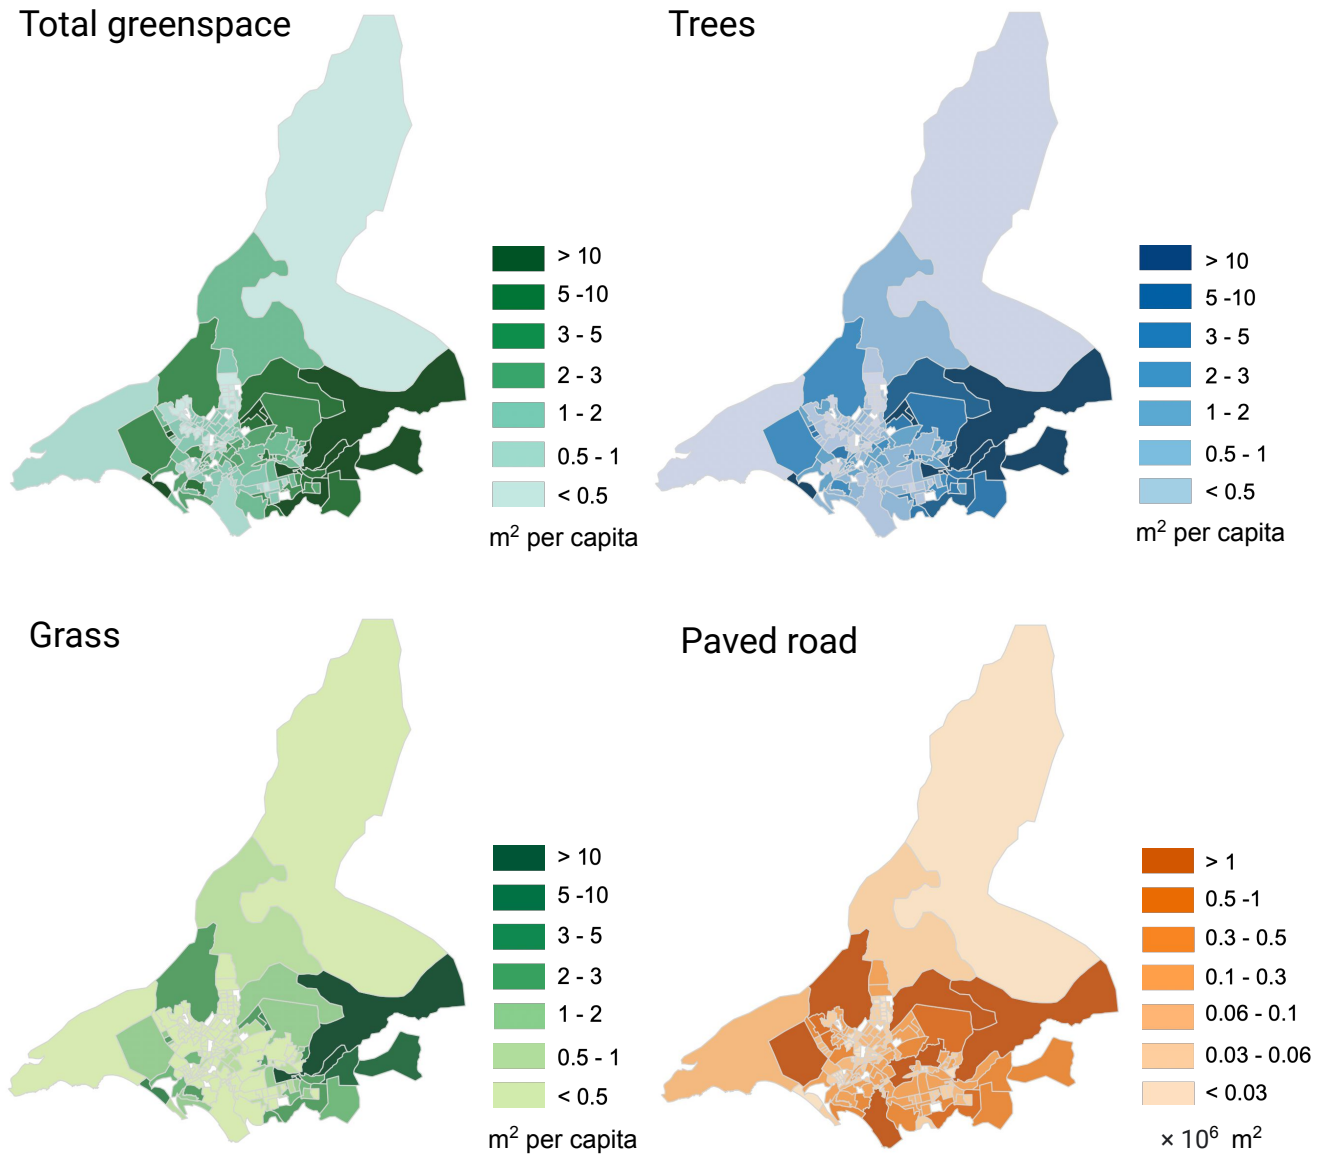 Total greenspace
> 10
5 -10
3 - 5
2 - 3
1 - 2
0.5 - 1
< 0.5
m² per capita
Trees
> 10
5 -10
3 - 5
2 - 3
1 - 2
0.5 - 1
< 0.5
m² per capita
Grass
> 10
5 -10
3 - 5
2 - 3
1 - 2
0.5 - 1
< 0.5
m² per capita
Paved road
> 1
0.5 -1
0.3 - 0.5
0.1 - 0.3
0.06 - 0.1
0.03 - 0.06
< 0.03
× 10⁶ m²